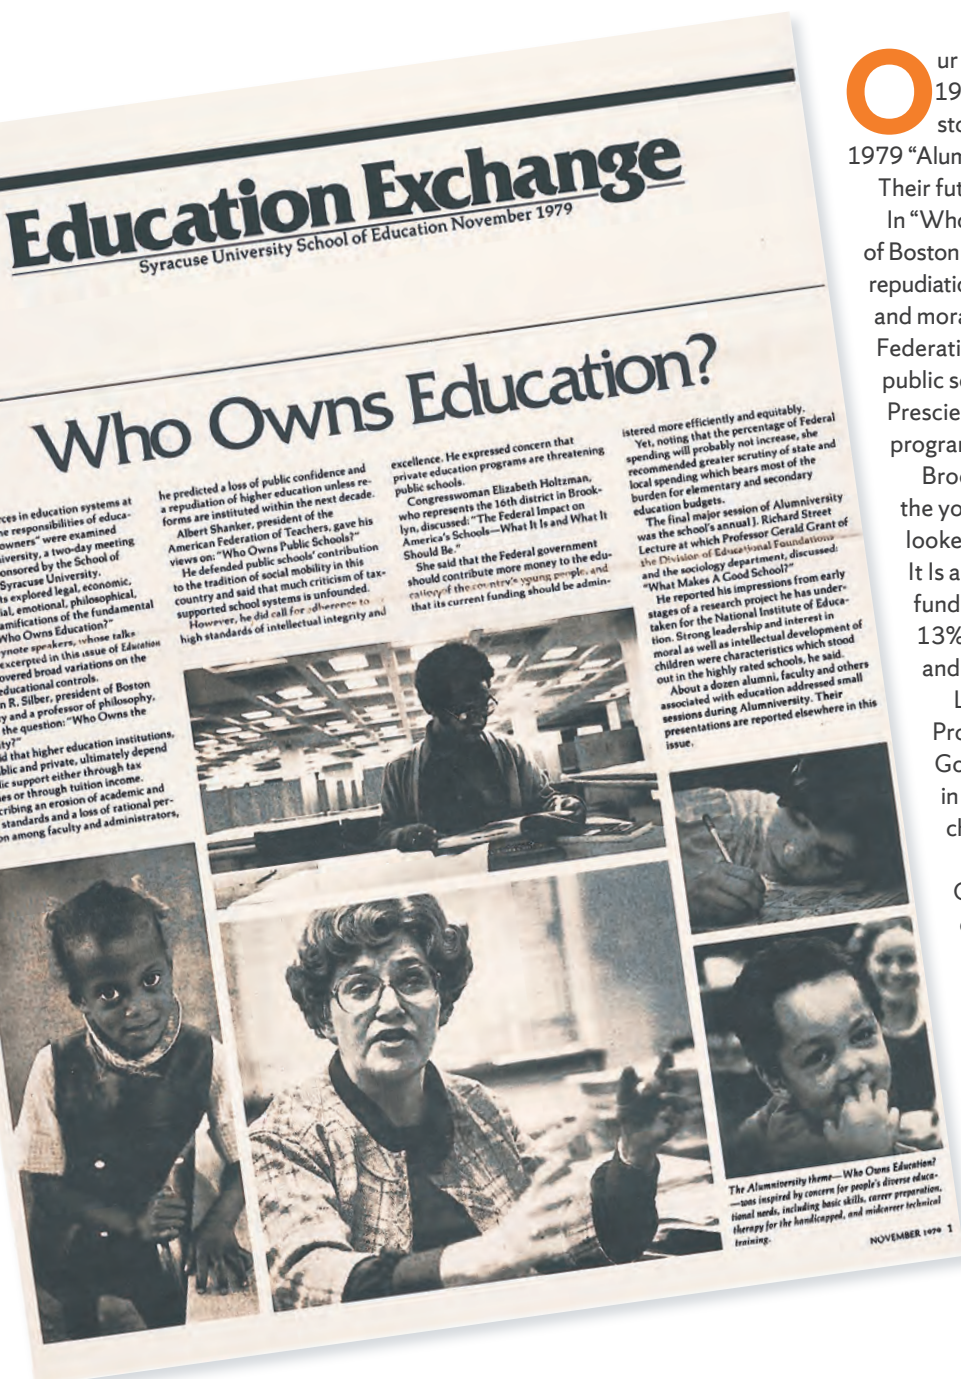 Education Exchange
Syracuse University School of Education November 1979
Who Owns Education?
rces in education systems at
he responsibilities of educa-
owners" were examined
niversity, a two-day meeting
onsored by the School of
Syracuse University.
ts explored legal, economic,
ial, emotional, philosophical,
amifications of the fundamental
Who Owns Education?"
ynote speakers, whose talks
excerpted in this issue of Education
overed broad variations on the
educational controls.
n R. Silber, president of Boston
y and a professor of philosophy,
the question: "Who Owns the
ity?"
id that higher education institutions,
blic and private, ultimately depend
lic support either through tax
es or through tuition income.
cribing an erosion of academic and
standards and a loss of rational per-
on among faculty and administrators,
he predicted a loss of public confidence and
a repudiation of higher education unless re-
forms are instituted within the next decade.
Albert Shanker, president of the
American Federation of Teachers, gave his
views on: "Who Owns Public Schools?"
He defended public schools' contribution
to the tradition of social mobility in this
country and said that much criticism of tax-
supported school systems is unfounded.
However, he did call for adherence to
high standards of intellectual integrity and
excellence. He expressed concern that
private education programs are threatening
public schools.
Congresswoman Elizabeth Holtzman,
who represents the 16th district in Brook-
lyn, discussed: "The Federal Impact on
America's Schools—What It Is and What It
Should Be."
She said that the Federal government
should contribute more money to the edu-
cation of the country's young people, and
that its current funding should be admin-
istered more efficiently and equitably.
Yet, noting that the percentage of Federal
spending will probably not increase, she
recommended greater scrutiny of state and
local spending which bears most of the
burden for elementary and secondary
education budgets.
The final major session of Alumniversity
was the school's annual J. Richard Street
Lecture at which Professor Gerald Grant of
the Division of Educational Foundations
and the sociology department, discussed:
"What Makes A Good School?"
He reported his impressions from early
stages of a research project he has under-
taken for the National Institute of Educa-
tion. Strong leadership and interest in
moral as well as intellectual development of
children were characteristics which stood
out in the highly rated schools, he said.
About a dozen alumni, faculty and others
associated with education addressed small
sessions during Alumniversity. Their
presentations are reported elsewhere in this
issue.
The Alumniversity theme—Who Owns Education?
—was inspired by concern for people's diverse educa-
tional needs, including basic skills, career preparation,
therapy for the handicapped, and midcareer technical
training.
NOVEMBER 1979 1
Our
19
sto
1979 "Alum
Their fut
In "Who
of Boston
repudiatio
and mora
Federati
public s
Prescie
program
Broo
the yo
looke
It Is a
fund
13%
and
L
Pro
Go
in
ch